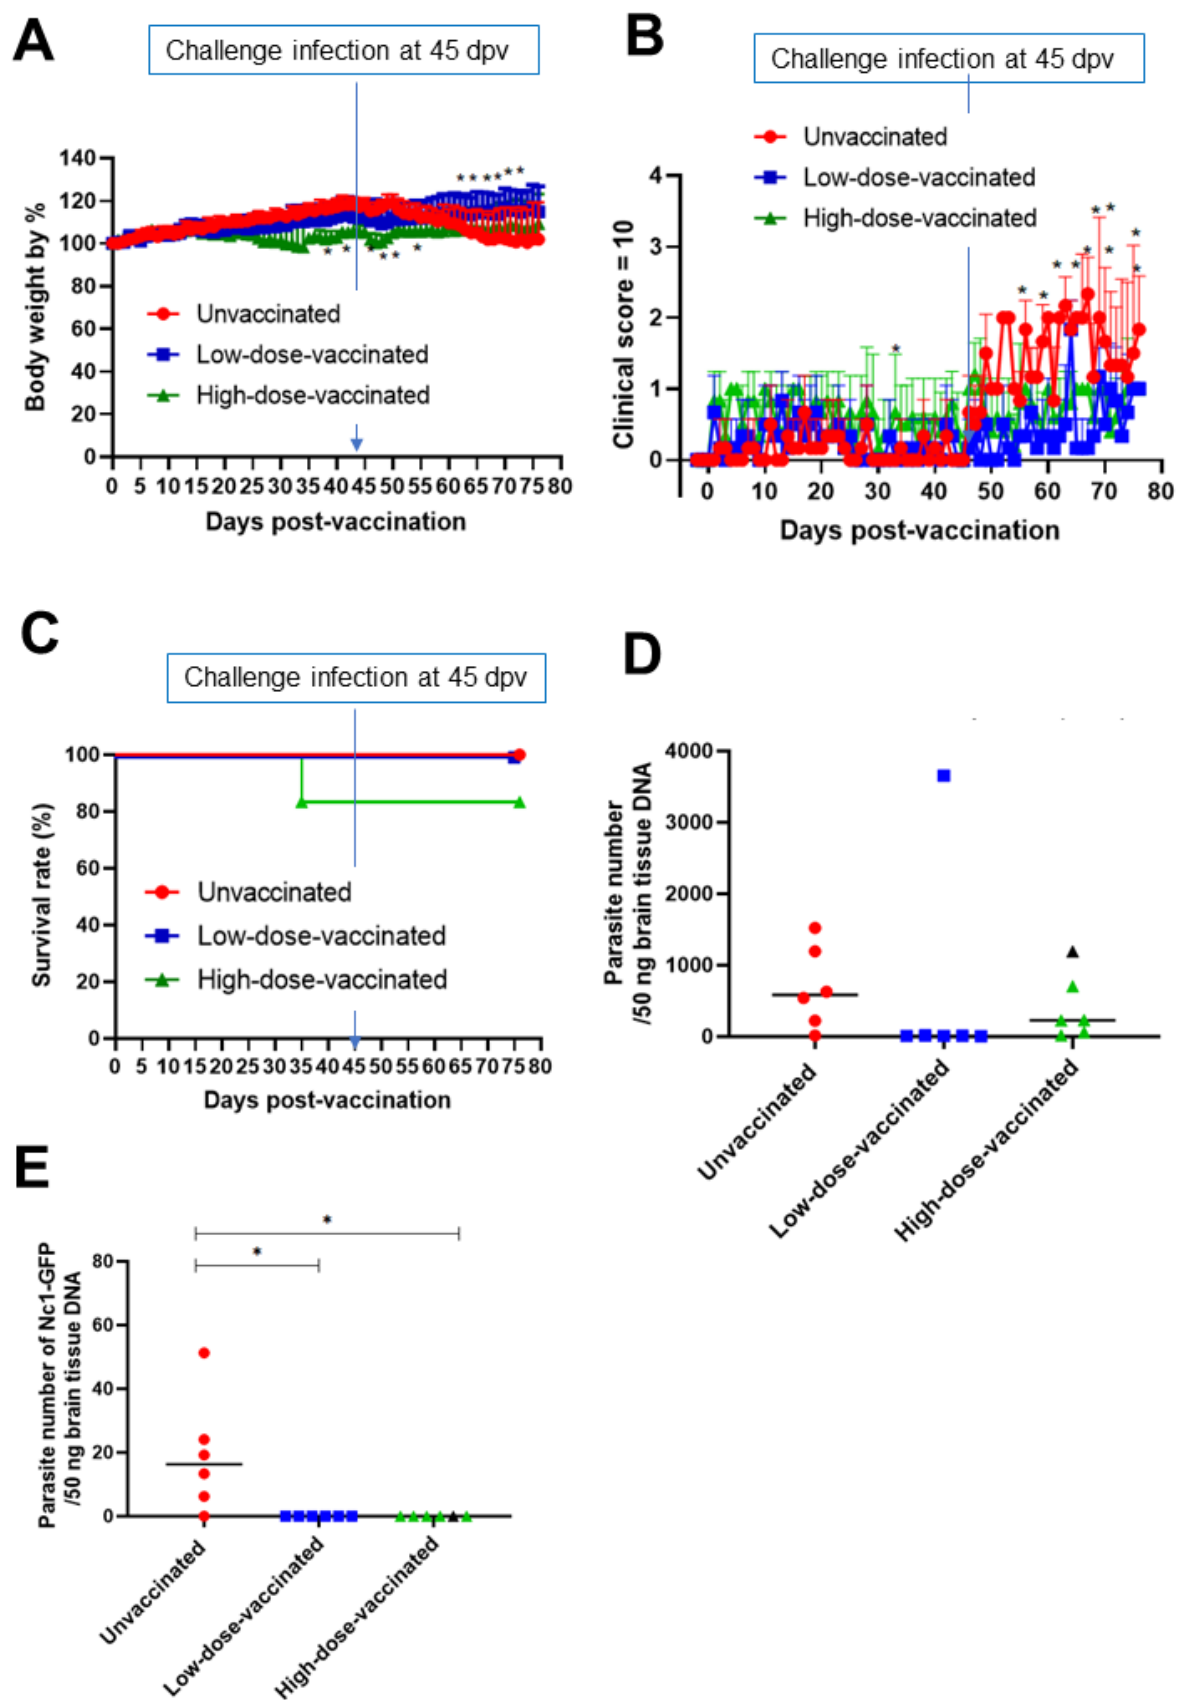 A
Challenge infection at 45 dpv
140
120
100
80
60
40
20
0
Body weight by %
* * * * * *
* * * * * *
Unvaccinated
Low-dose-vaccinated
High-dose-vaccinated
0 5 10 15 20 25 30 35 40 45 50 55 60 65 70 75 80
Days post-vaccination
B
Challenge infection at 45 dpv
Unvaccinated
Low-dose-vaccinated
High-dose-vaccinated
4
3
2
1
0
Clinical score = 10
0 10 20 30 40 50 60 70 80
Days post-vaccination
C
Challenge infection at 45 dpv
100
80
60
40
20
0
Survival rate (%)
Unvaccinated
Low-dose-vaccinated
High-dose-vaccinated
0 5 10 15 20 25 30 35 40 45 50 55 60 65 70 75 80
Days post-vaccination
D
4000
3000
2000
1000
0
Parasite number
/50 ng brain tissue DNA
Unvaccinated
Low-dose-vaccinated
High-dose-vaccinated
E
*
*
80
60
40
20
0
Parasite number of Nc1-GFP
/50 ng brain tissue DNA
Unvaccinated
Low-dose-vaccinated
High-dose-vaccinated